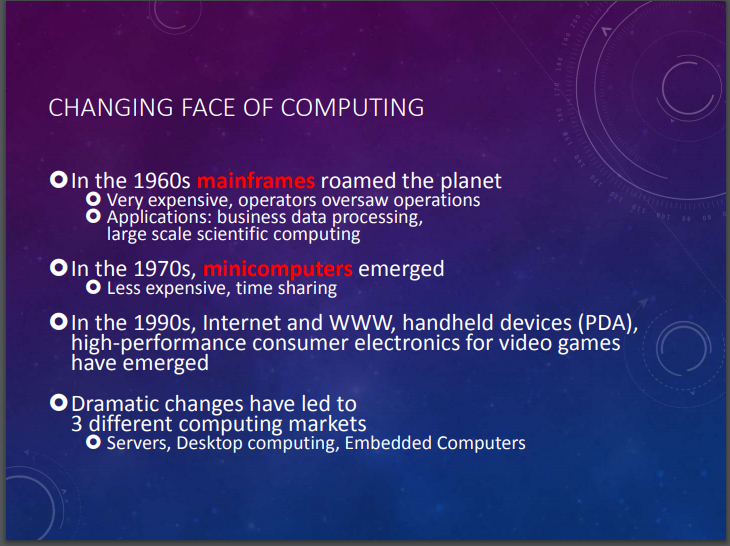 CHANGING FACE OF COMPUTING
In the 1960s mainframes roamed the planet
Very expensive, operators oversaw operations
Applications: business data processing,
large scale scientific computing
In the 1970s, minicomputers emerged
Less expensive, time sharing
In the 1990s, Internet and WWW, handheld devices (PDA),
high-performance consumer electronics for video games
have emerged
Dramatic changes have led to
3 different computing markets
Servers, Desktop computing, Embedded Computers